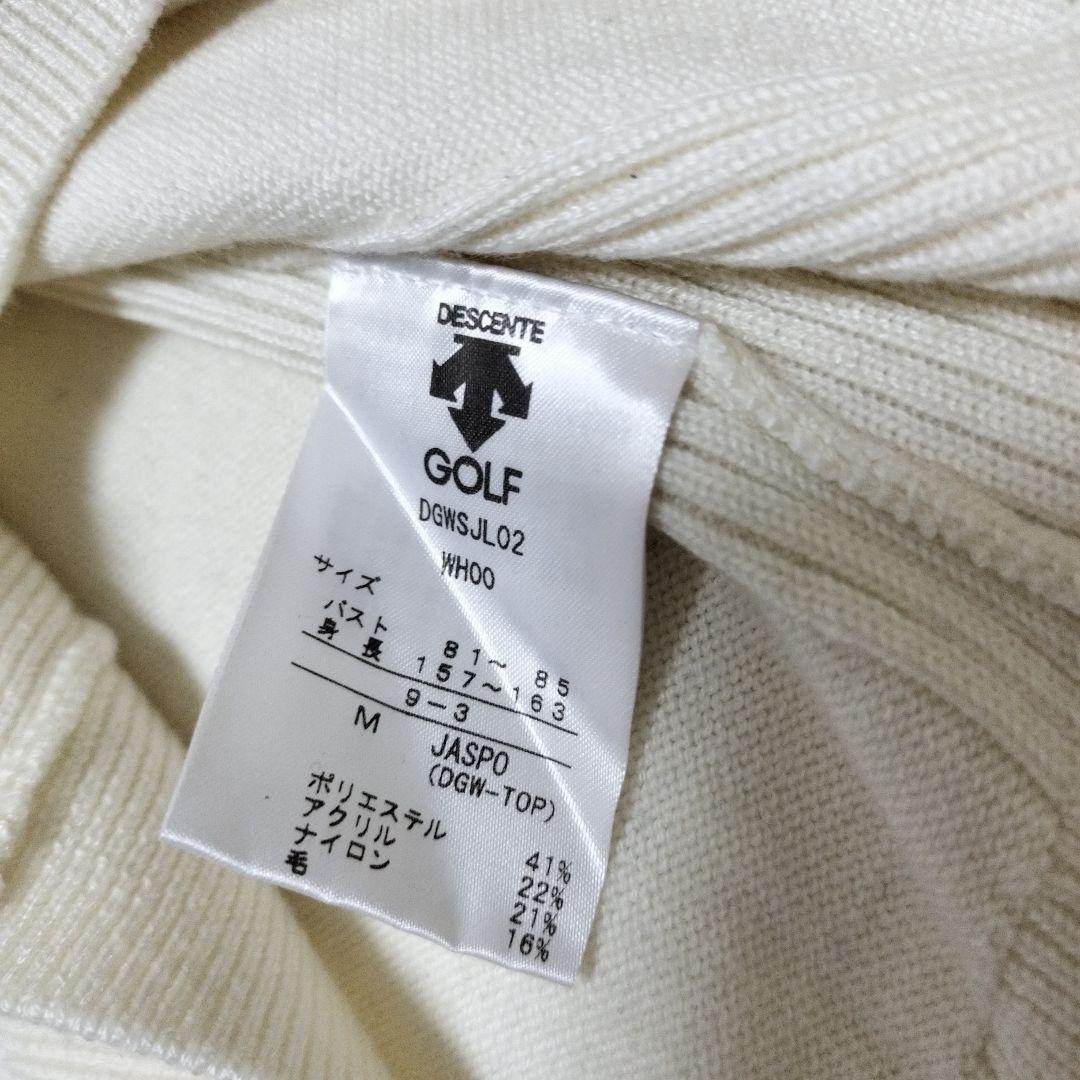 DESCENTE
GOLF
DGWSJL02
WH00
サイズ
バスト 81～ 85
身長 157～163
M 9-3
JASPO
(DGW-TOP)
ポリエステル 41%
アクリル 22%
ナイロン 21%
毛 16%